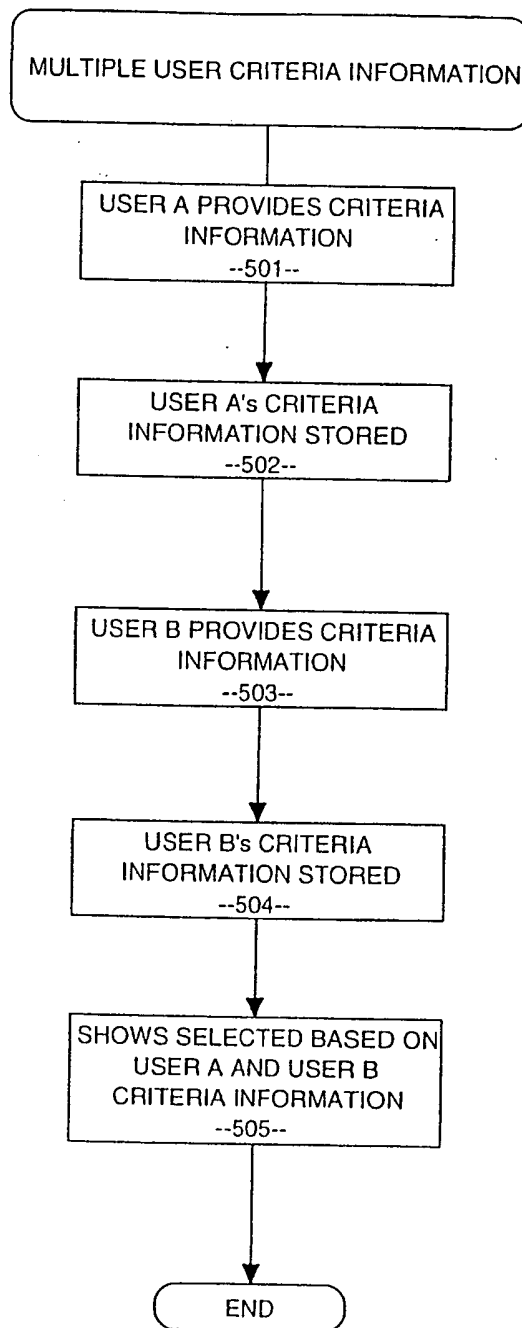 MULTIPLE USER CRITERIA INFORMATION
USER A PROVIDES CRITERIA
INFORMATION
--501--
USER A's CRITERIA
INFORMATION STORED
--502--
USER B PROVIDES CRITERIA
INFORMATION
--503--
USER B's CRITERIA
INFORMATION STORED
--504--
SHOWS SELECTED BASED ON
USER A AND USER B
CRITERIA INFORMATION
--505--
END